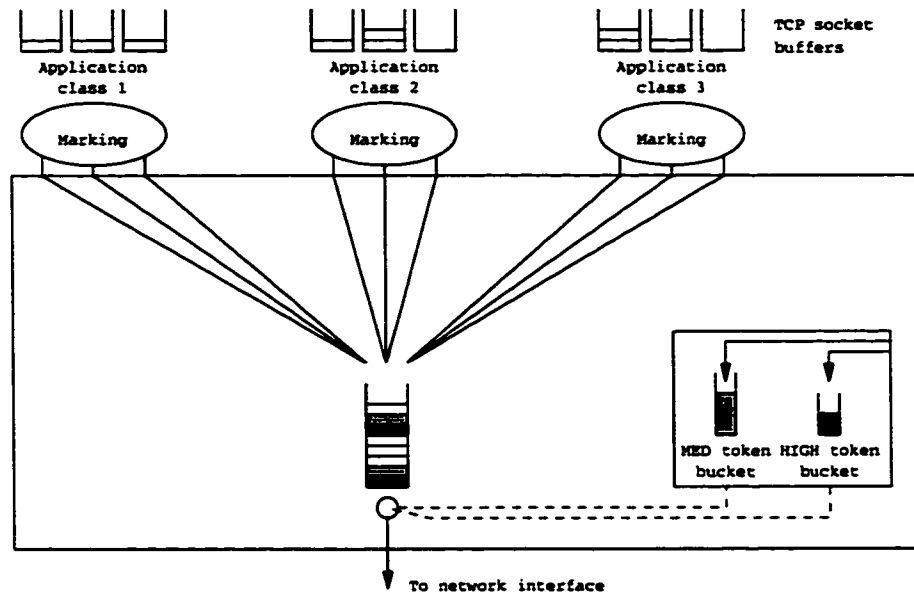 TCP socket
buffers
Application
class 1
Application
class 2
Application
class 3
Marking
Marking
Marking
MED token
bucket
HIGH token
bucket
To network interface